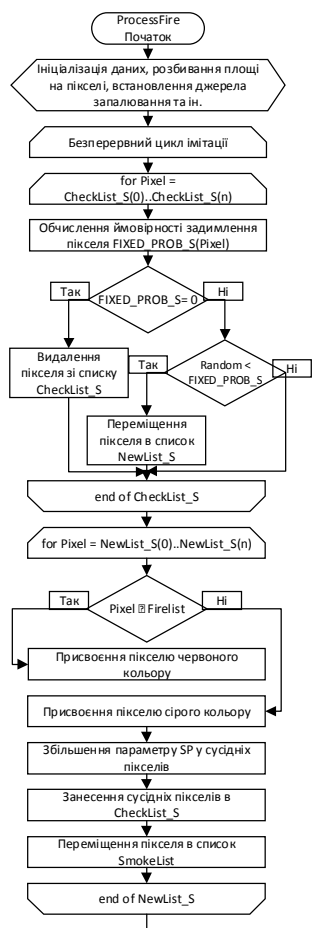 ProcessFire
Початок
Ініціалізація даних, розбивання площі
на пікселі, встановлення джерела
запалювання та ін.
Безперервний цикл імітації
for Pixel =
CheckList_S(0)..CheckList_S(n)
Обчислення ймовірності задимлення
пікселя FIXED_PROB_S(Pixel)
Так
FIXED_PROB_S= 0
Ні
Видалення
пікселя зі списку
CheckList_S
Так
Random <
FIXED_PROB_S
Ні
Переміщення
пікселя в список
NewList_S
end of CheckList_S
for Pixel = NewList_S(0)..NewList_S(n)
Так
Pixel Firelist
Ні
Присвоєння пікселю червоного
кольору
Присвоєння пікселю сірого кольору
Збільшення параметру SP у сусідніх
пікселів
Занесення сусідніх пікселів в
CheckList_S
Переміщення пікселя в список
SmokeList
end of NewList_S